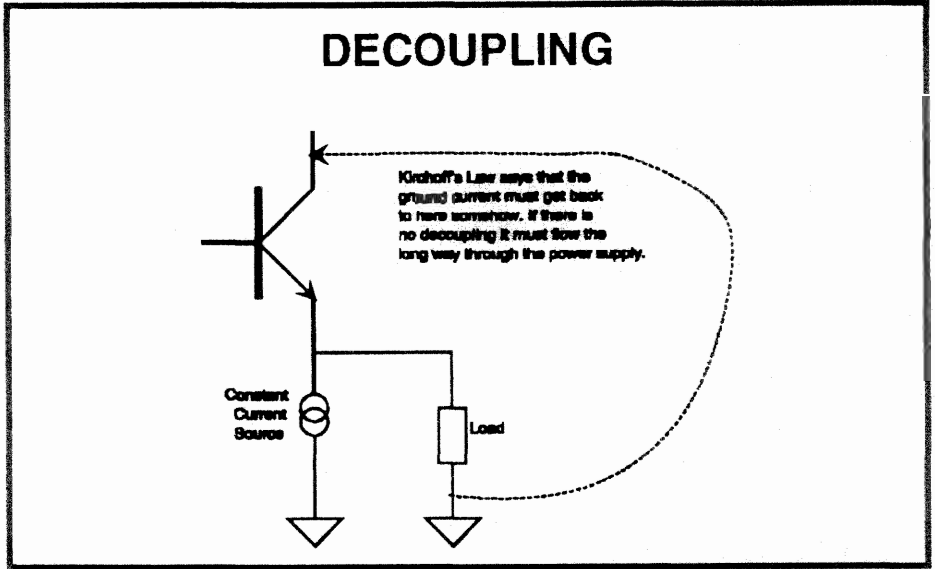 DECOUPLING
Kirchoff's Law says that the
ground current must get back
to here somehow. If there is
no decoupling it must flow the
long way through the power supply.
Constant
Current
Source
Load